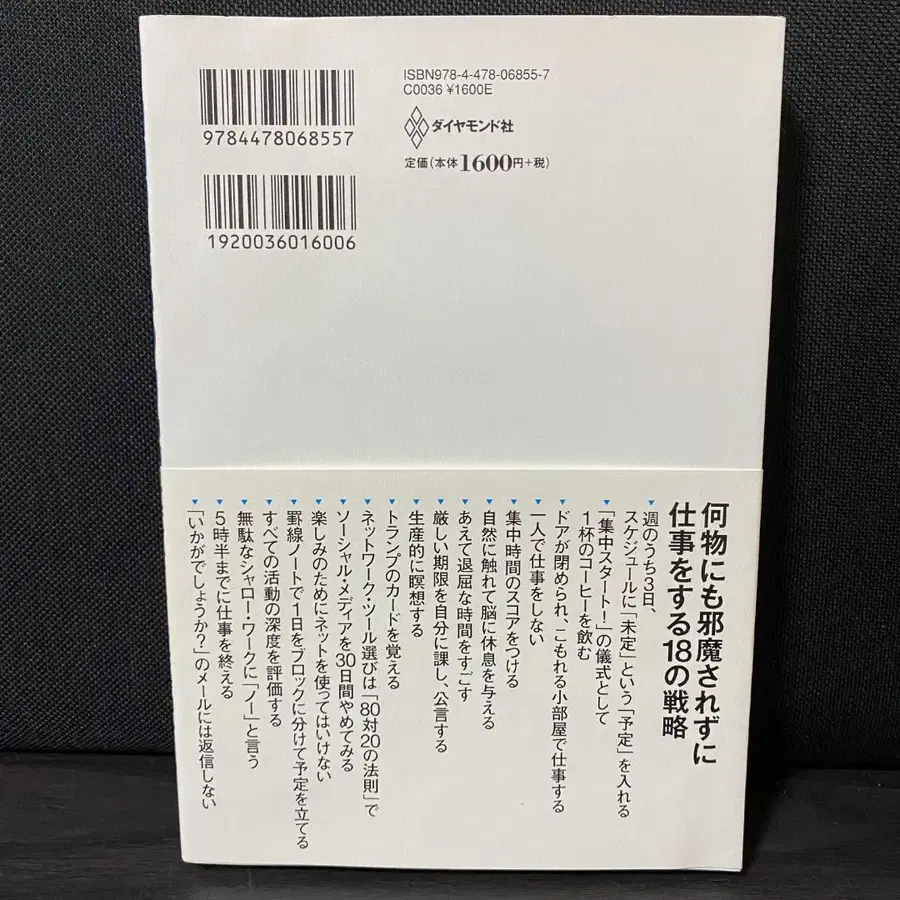 ISBN978-4-478-06855-7
C0036 ¥1600E
9784478068557
ダイヤモンド社
定価(本体1600円+税)
1920036016006
何物にも邪魔されずに
仕事をする18の戦略
▼週のうち3日、
スケジュールに「未定」という「予定」を入れる
▼「集中スタート!」の儀式として
1杯のコーヒーを飲む
▼ドアが閉められ、こもれる小部屋で仕事する
▼一人で仕事をしない
▼集中時間のスコアをつける
▼自然に触れて脳に休息を与える
▼あえて退屈な時間をすごす
▼厳しい期限を自分に課し、公言する
▼生産的に瞑想する
▼トランプのカードを覚える
▼ネットワーク・ツール選びは「80対20の法則」で
▼ソーシャル・メディアを30日間やめてみる
▼楽しみのためにネットを使ってはいけない
▼罫線ノートで1日をブロックに分けて予定を立てる
▼すべての活動の深度を評価する
▼無駄なシャロー・ワークに「ノー」と言う
▼5時半までに仕事を終える
▼「いかがでしょうか?」のメールには返信しない